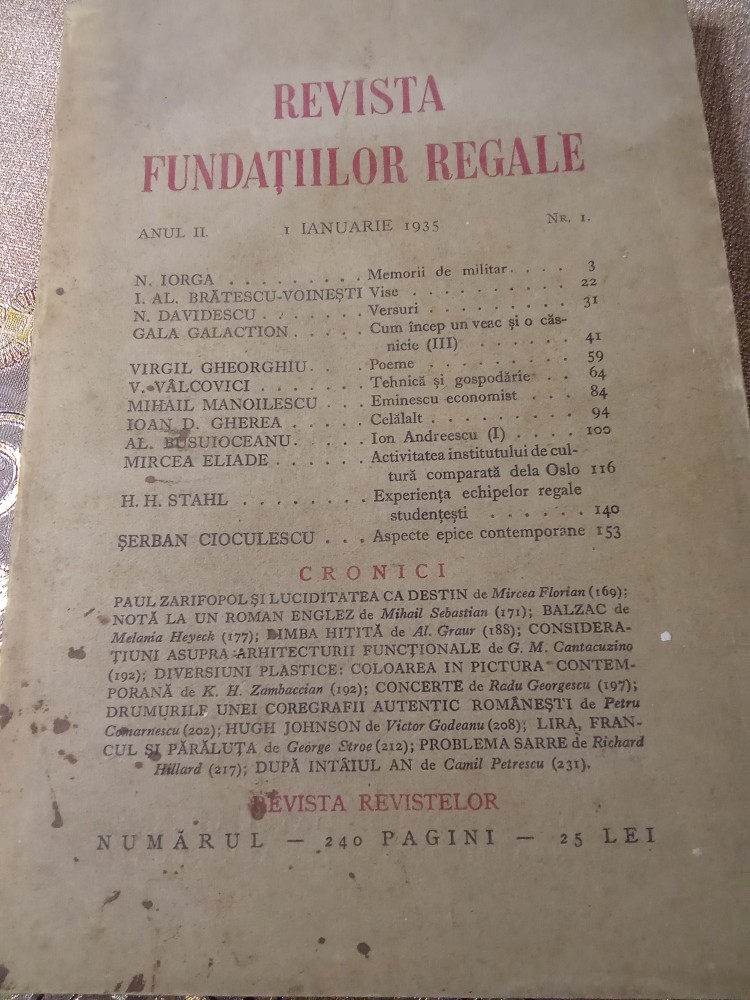 REVISTA
FUNDAȚIILOR REGALE
ANUL II. 1 IANUARIE 1935 NR. 1.
N. IORGA . . . . . . . . . Memorii de militar. . . . 3
I. AL. BRĂTESCU-VOINEȘTI Vise . . . . . . . . . . 22
N. DAVIDESCU . . . . . . . Versuri . . . . . . . . . 31
GALA GALACTION . . . . . Cum încep un veac și o căs-
nicie (III) . . . . . . 41
VIRGIL GHEORGHIU. . . Poeme . . . . . . . . . 59
V. VÂLCOVICI . . . . . . . Tehnică și gospodărie . . 64
MIHAIL MANOILESCU . . . Eminescu economist . . . 84
IOAN D. GHEREA . . . . . Celălalt . . . . . . . . . 94
AL. BUSUIOCEANU. . . . . Ion Andreescu (I) . . . . 100
MIRCEA ELIADE . . . . . . Activitatea institutului de cul-
tură comparată dela Oslo 116
H. H. STAHL . . . . . . . . Experiența echipelor regale
studențești . . . . . . 140
ȘERBAN CIOCULESCU . . . Aspecte epice contemporane 153
CRONICI
PAUL ZARIFOPOL ȘI LUCIDITATEA CA DESTIN de Mircea Florian (169);
NOTĂ LA UN ROMAN ENGLEZ de Mihail Sebastian (171); BALZAC de
Melania Heyeck (177); LIMBA HITITĂ de Al. Graur (188); CONSIDERA-
ȚIUNI ASUPRA ARHITECTURII FUNCȚIONALE de G. M. Cantacuzino
(192); DIVERSIUNI PLASTICE: COLOAREA IN PICTURA CONTEM-
PORANĂ de K. H. Zambaccian (192); CONCERTE de Radu Georgescu (197);
DRUMURILE UNEI COREGRAFII AUTENTIC ROMÂNEȘTI de Petru
Comarnescu (202); HUGH JOHNSON de Victor Godeanu (208); LIRA, FRAN-
CUL ȘI PĂRĂLUȚA de George Stroe (212); PROBLEMA SARRE de Richard
Hillard (217); DUPĂ INTÂIUL AN de Camil Petrescu (231).
REVISTA REVISTELOR
NUMĂRUL — 240 PAGINI — 25 LEI